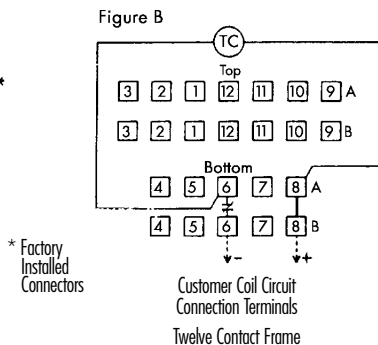 Figure B
TC
Top
*
3 2 1 12 11 10 9 A
3 2 1 12 11 10 9 B
Bottom
4 5 6 7 8 A
4 5 6 7 8 B
- +
* Factory
Installed
Connectors
Customer Coil Circuit
Connection Terminals
Twelve Contact Frame